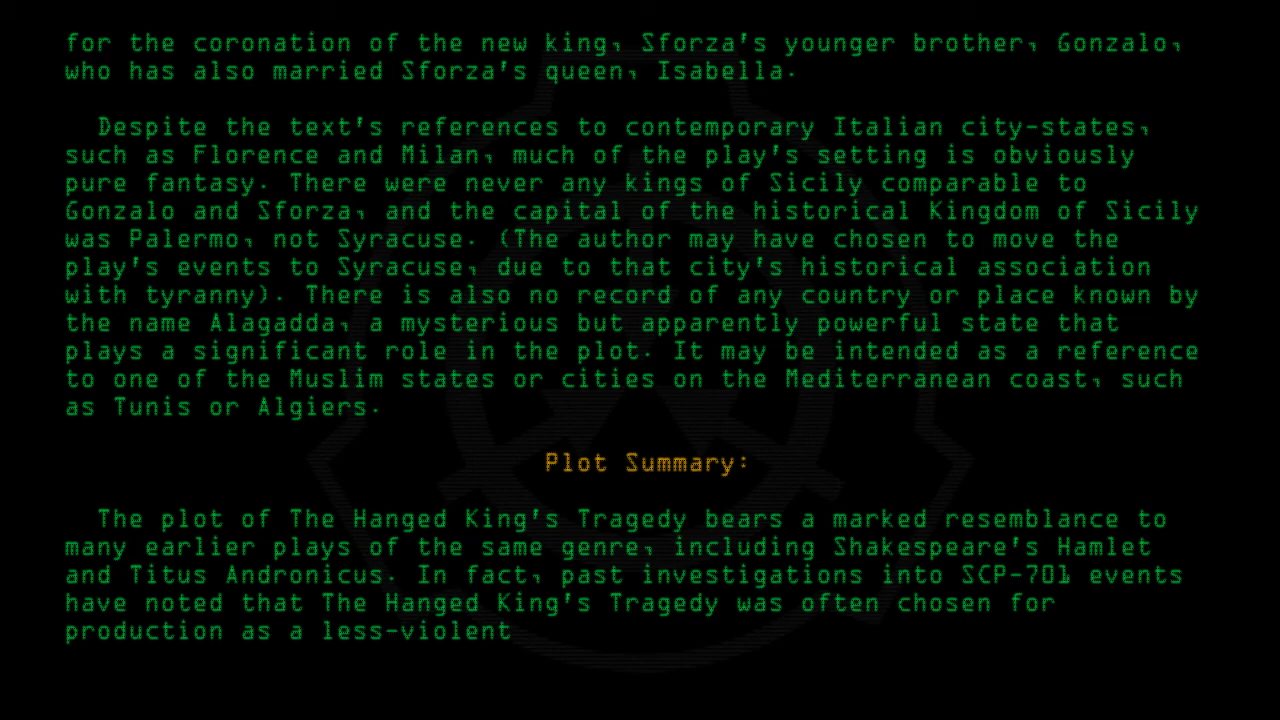 for the coronation of the new king, Sforza's younger brother, Gonzalo,
who has also married Sforza's queen, Isabella.
Despite the text's references to contemporary Italian city-states,
such as Florence and Milan, much of the play's setting is obviously
pure fantasy. There were never any kings of Sicily comparable to
Gonzalo and Sforza, and the capital of the historical Kingdom of Sicily
was Palermo, not Syracuse. (The author may have chosen to move the
play's events to Syracuse, due to that city's historical association
with tyranny). There is also no record of any country or place known by
the name Alagadda, a mysterious but apparently powerful state that
plays a significant role in the plot. It may be intended as a reference
to one of the Muslim states or cities on the Mediterranean coast, such
as Tunis or Algiers.
Plot Summary:
The plot of The Hanged King's Tragedy bears a marked resemblance to
many earlier plays of the same genre, including Shakespeare's Hamlet
and Titus Andronicus. In fact, past investigations into SCP-701 events
have noted that The Hanged King's Tragedy was often chosen for
production as a less-violent